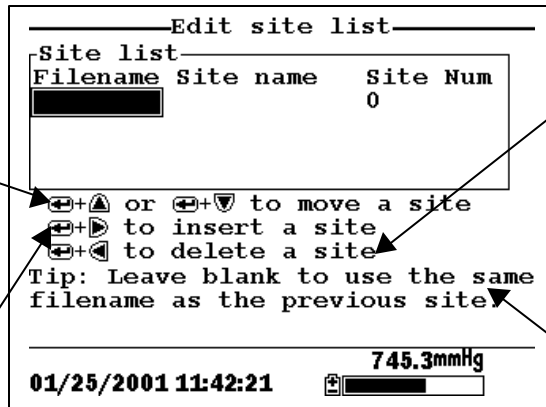 Edit site list
Site list
Filename Site name Site Num
0
+ or + to move a site
+ to insert a site
+ to delete a site
Tip: Leave blank to use the same
filename as the previous site.
745.3mmHg
01/25/2001 11:42:21